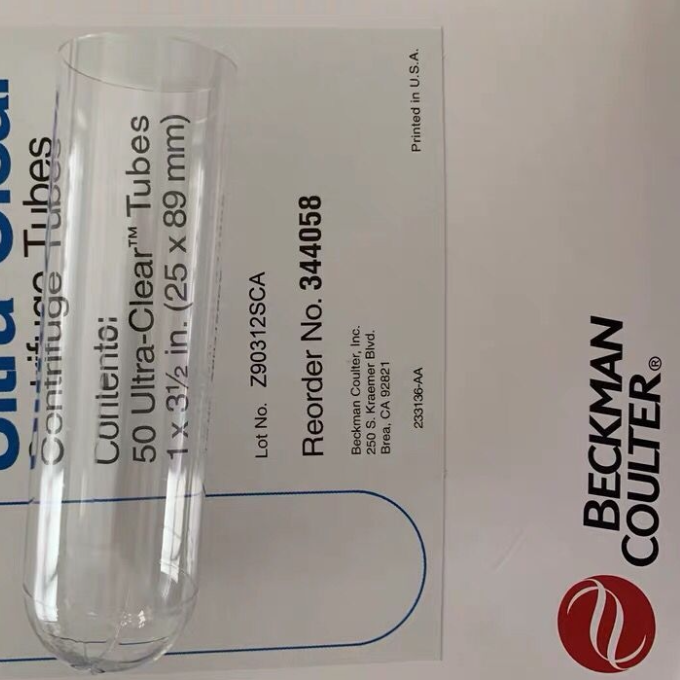 Centrifuge Tubes
Contents:
50 Ultra-Clear™ Tubes
1 x 3½ in. (25 x 89 mm)
Lot No. Z90312SCA
Reorder No. 344058
Beckman Coulter, Inc.
250 S. Kraemer Blvd.
Brea, CA 92821
233136-AA
Printed in U.S.A.
BECKMAN
COULTER®